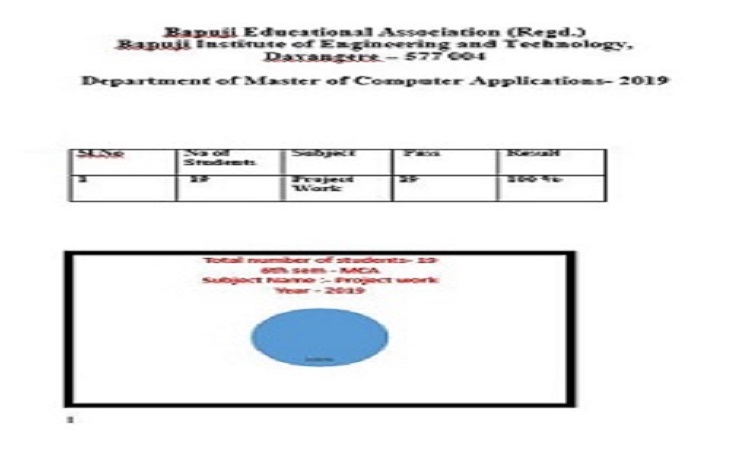 Bapuji Educational Association (Regd.)
Bapuji Institute of Engineering and Technology,
Davangere – 577 004
Department of Master of Computer Applications- 2019
Sl.No No of Students Subject Pass Result
1 19 Project Work 19 100 %
Total number of students- 19
6th sem - MCA
Subject Name :- Project work
Year - 2019
1